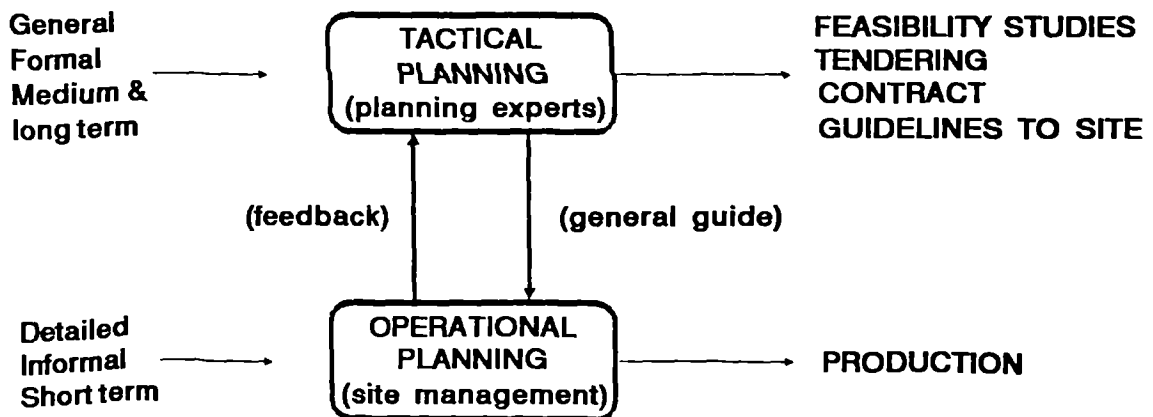 General
Formal
Medium &
long term
TACTICAL
PLANNING
(planning experts)
FEASIBILITY STUDIES
TENDERING
CONTRACT
GUIDELINES TO SITE
(feedback)
(general guide)
Detailed
Informal
Short term
OPERATIONAL
PLANNING
(site management)
PRODUCTION